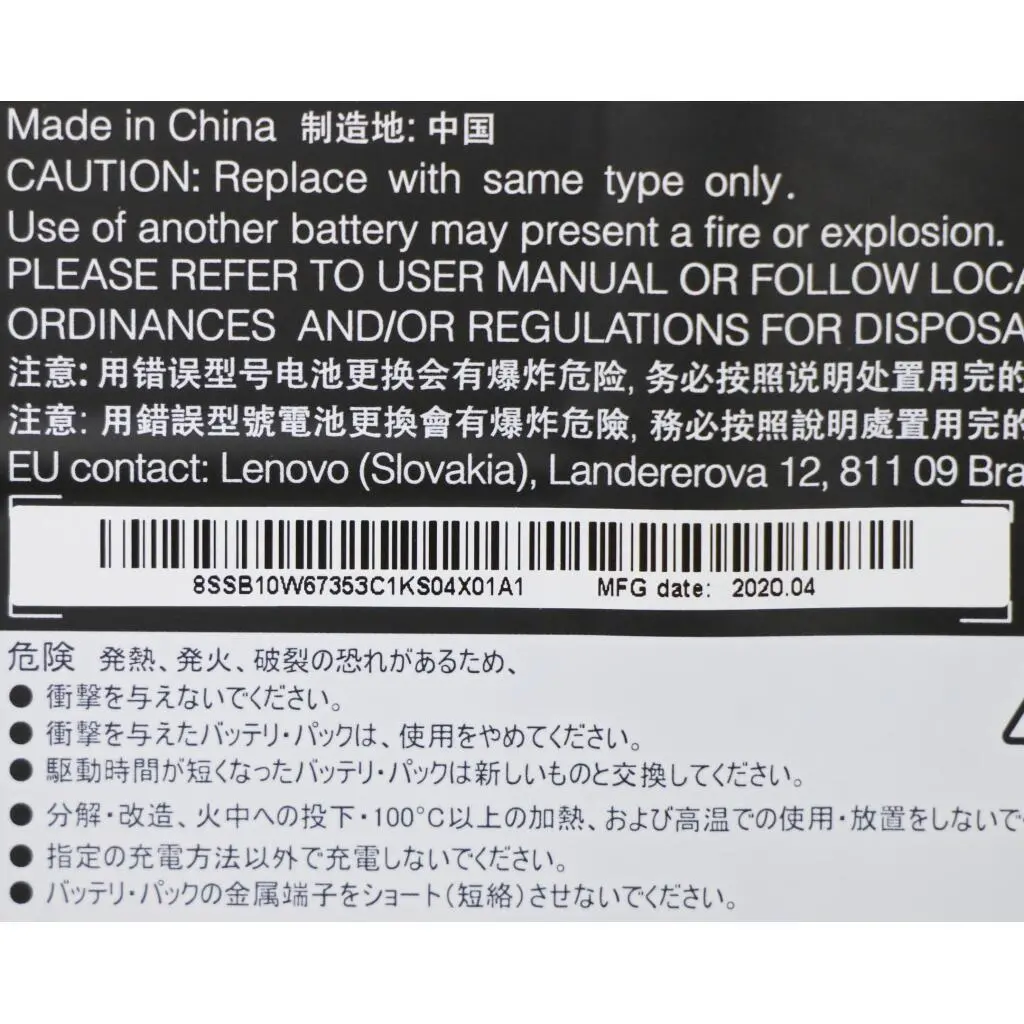 Made in China 制造地: 中国
CAUTION: Replace with same type only.
Use of another battery may present a fire or explosion.
PLEASE REFER TO USER MANUAL OR FOLLOW LOCA
ORDINANCES AND/OR REGULATIONS FOR DISPOSA
注意: 用错误型号电池更换会有爆炸危险, 务必按照说明处置用完的
注意: 用錯誤型號電池更換會有爆炸危險, 務必按照說明處置用完的
EU contact: Lenovo (Slovakia), Landererova 12, 811 09 Bra
8SSB10W67353C1KS04X01A1 MFG date: 2020.04
危険 発熱、発火、破裂の恐れがあるため、
● 衝撃を与えないでください。
● 衝撃を与えたバッテリ・パックは、使用をやめてください。
● 駆動時間が短くなったバッテリ・パックは新しいものと交換してください。
● 分解・改造、火中への投下・100°C以上の加熱、および高温での使用・放置をしないで
● 指定の充電方法以外で充電しないでください。
● バッテリ・パックの金属端子をショート(短絡)させないでください。